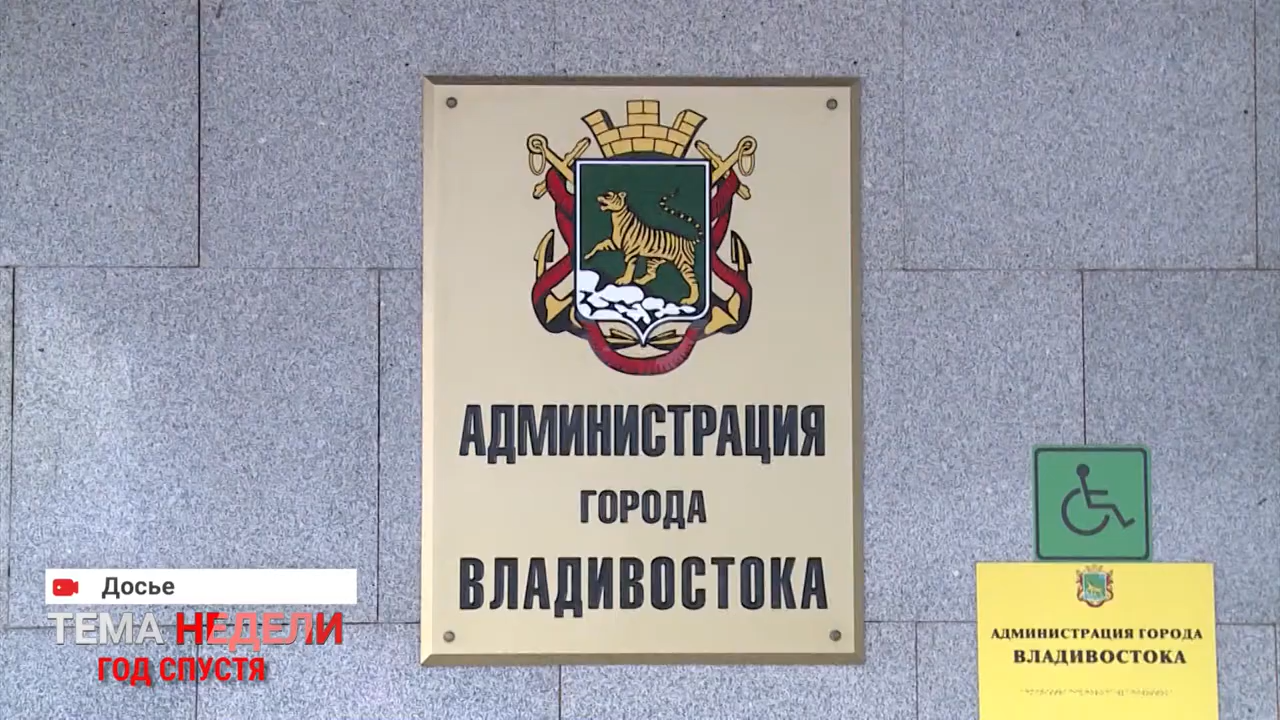 АДМИНИСТРАЦИЯ
ГОРОДА
ВЛАДИВОСТОКА
Досье
ТЕМА НЕДЕЛИ
ГОД СПУСТЯ
АДМИНИСТРАЦИЯ ГОРОДА
ВЛАДИВОСТОКА